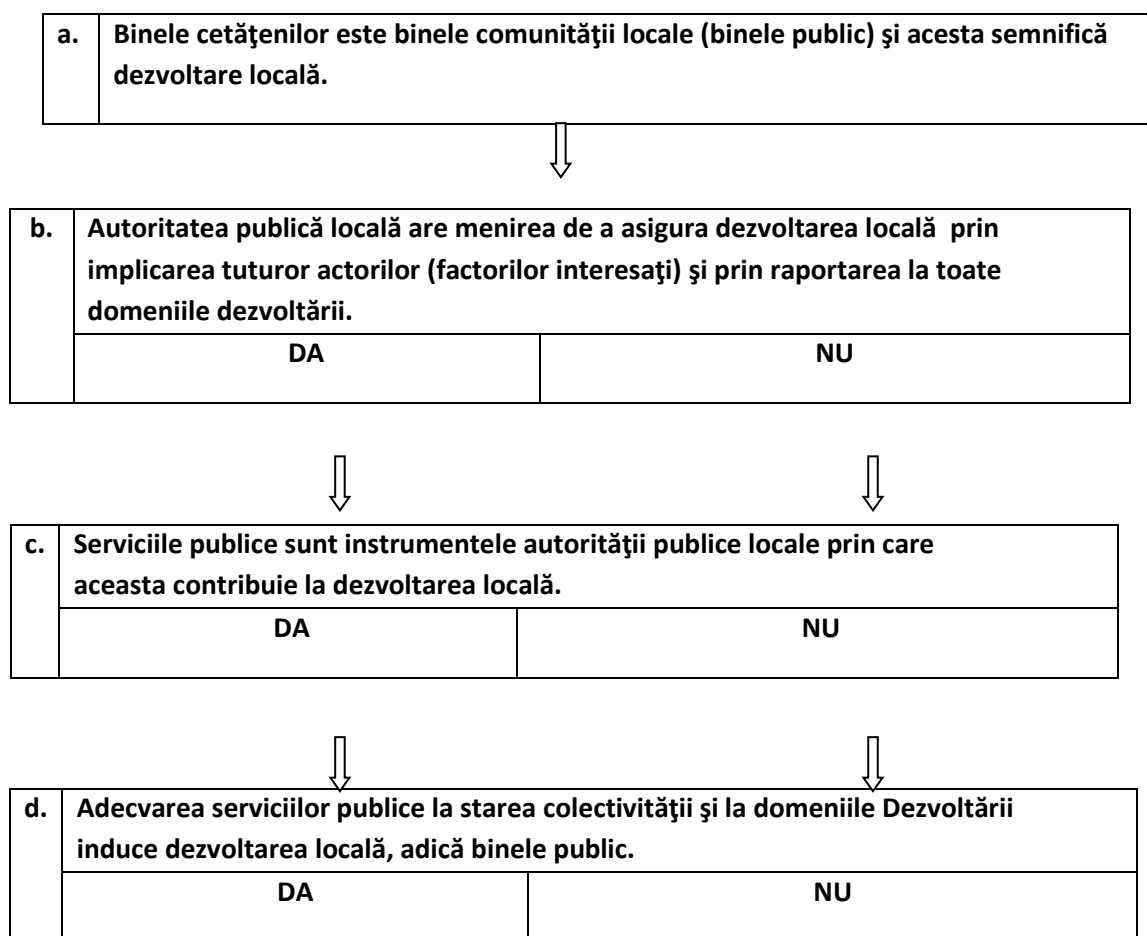 a. Binele cetăţenilor este binele comunităţii locale (binele public) şi acesta semnifică
dezvoltare locală.
b. Autoritatea publică locală are menirea de a asigura dezvoltarea locală prin
implicarea tuturor actorilor (factorilor interesaţi) şi prin raportarea la toate
domeniile dezvoltării.
DA NU
c. Serviciile publice sunt instrumentele autorităţii publice locale prin care
aceasta contribuie la dezvoltarea locală.
DA NU
d. Adecvarea serviciilor publice la starea colectivităţii şi la domeniile Dezvoltării
induce dezvoltarea locală, adică binele public.
DA NU